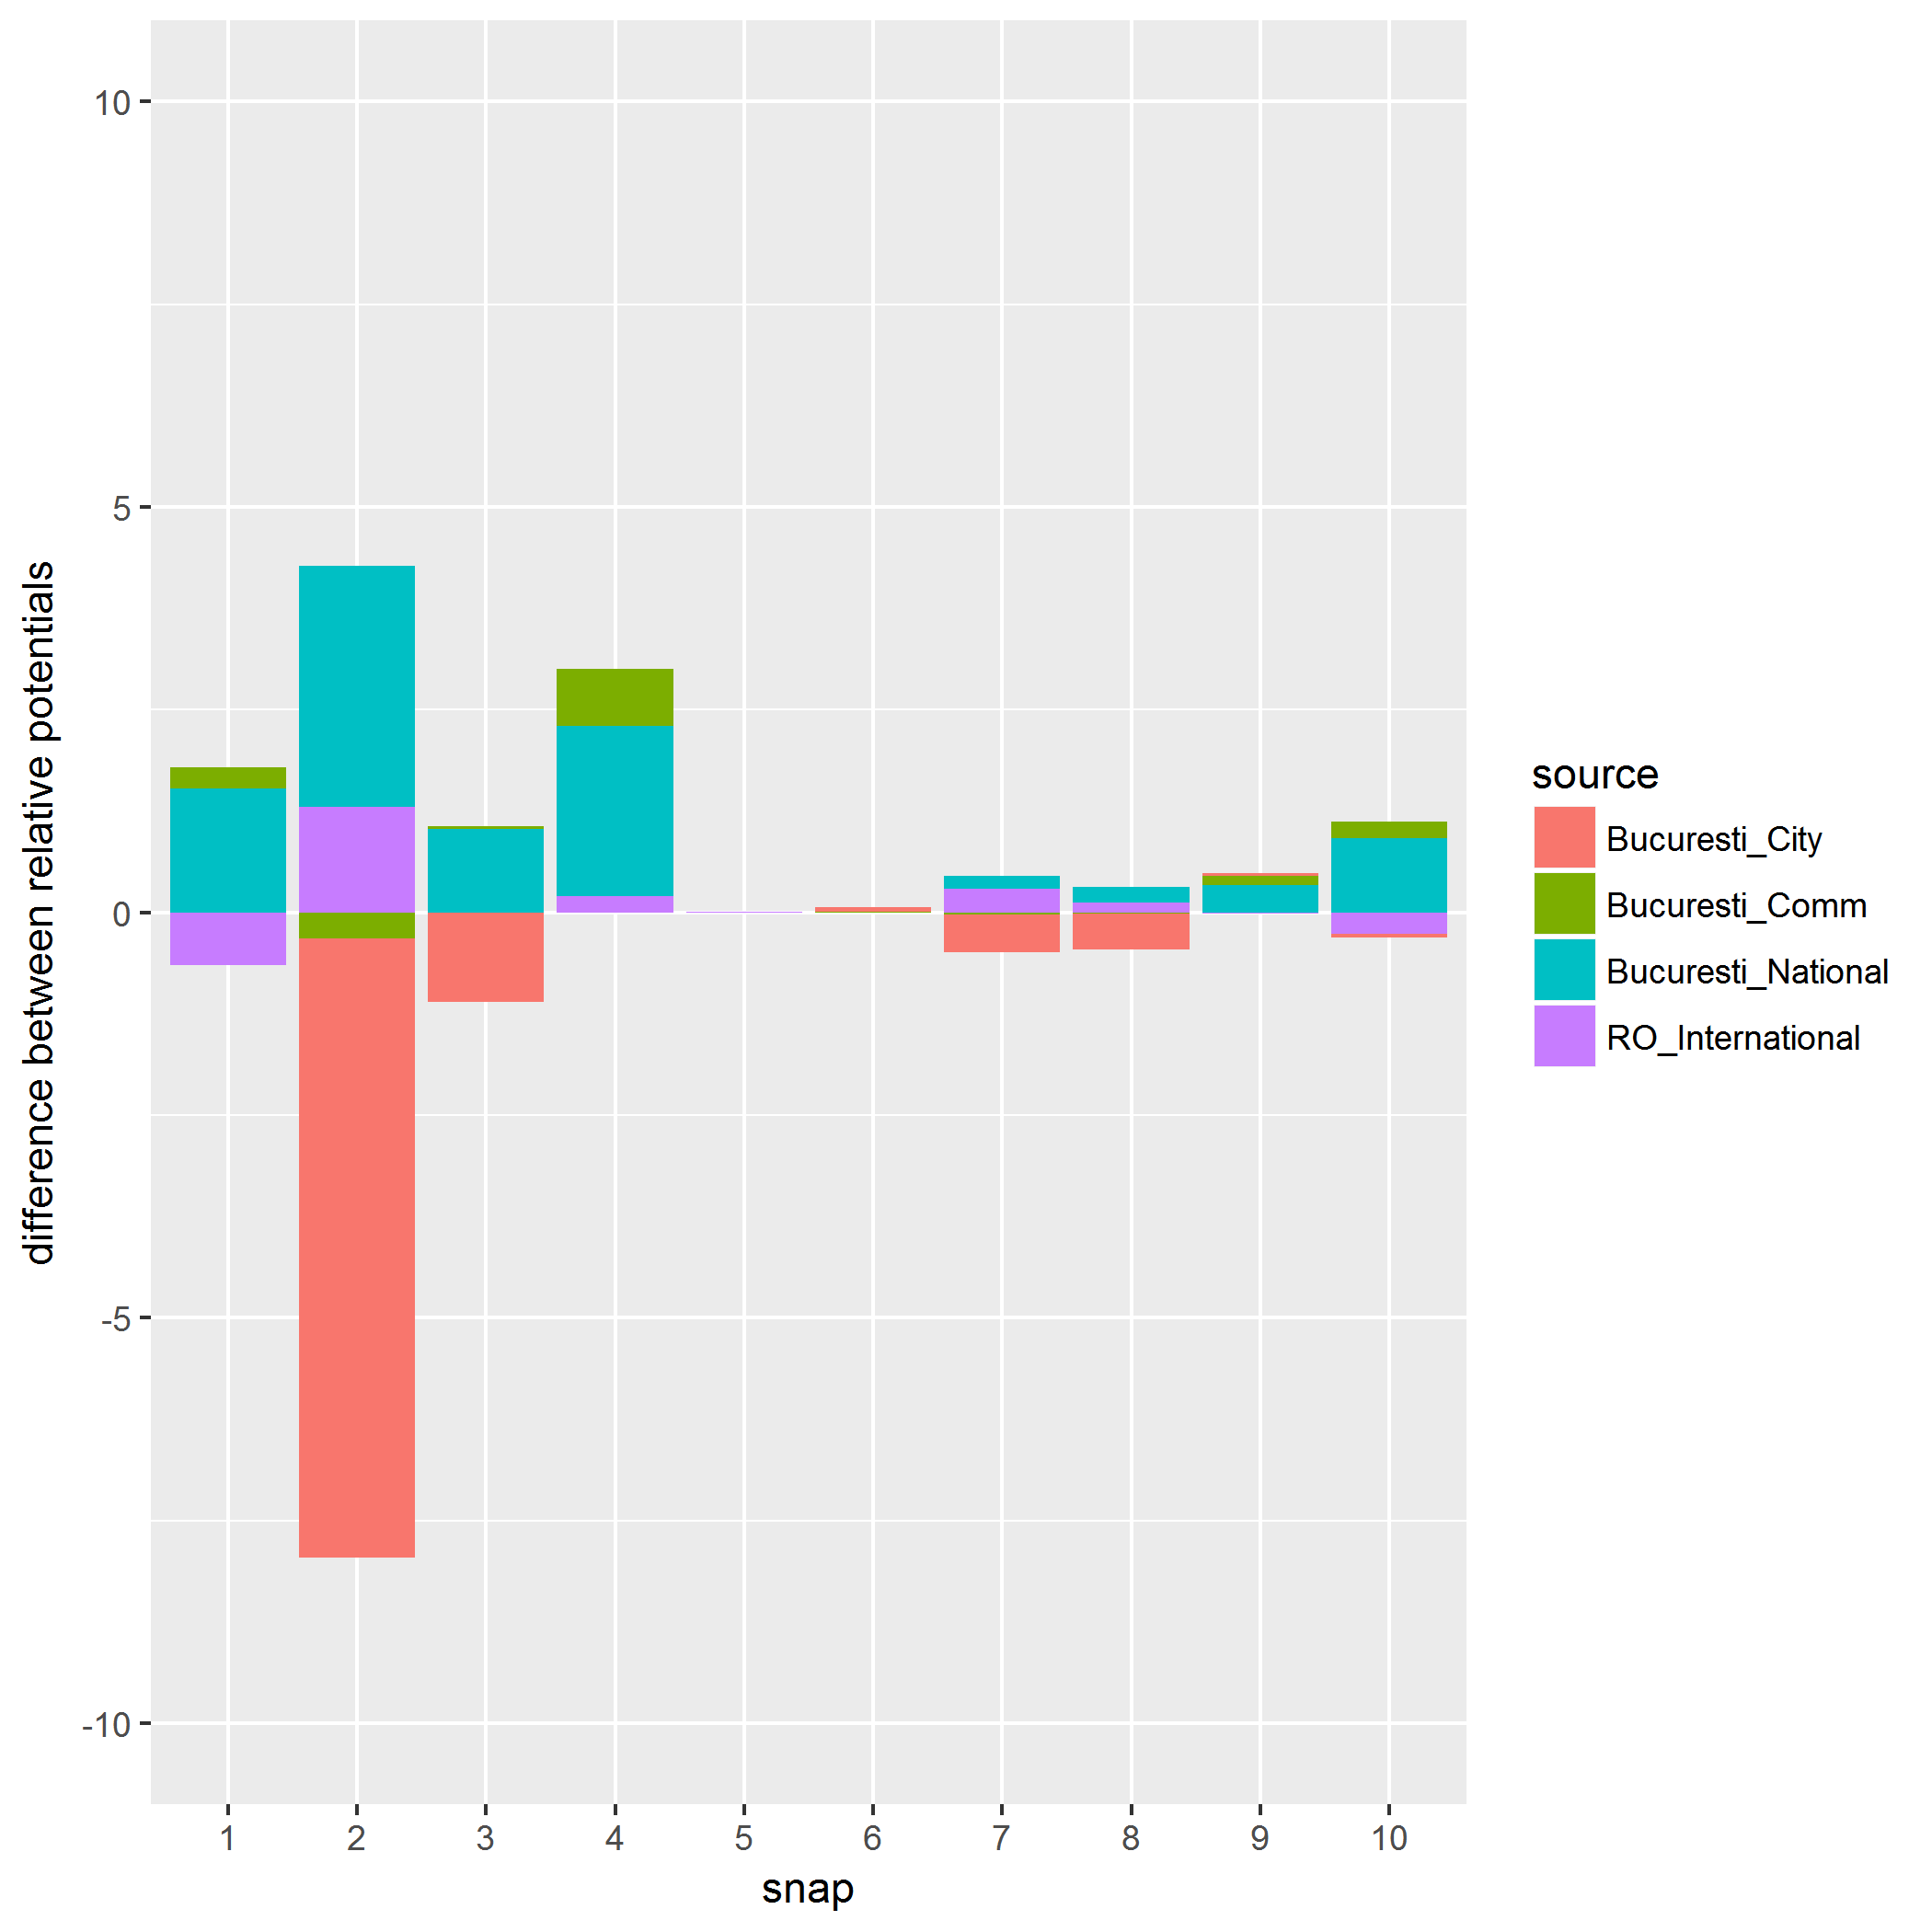 10
5
0
-5
-10
difference between relative potentials
1 2 3 4 5 6 7 8 9 10
snap
source
Bucuresti_City
Bucuresti_Comm
Bucuresti_National
RO_International